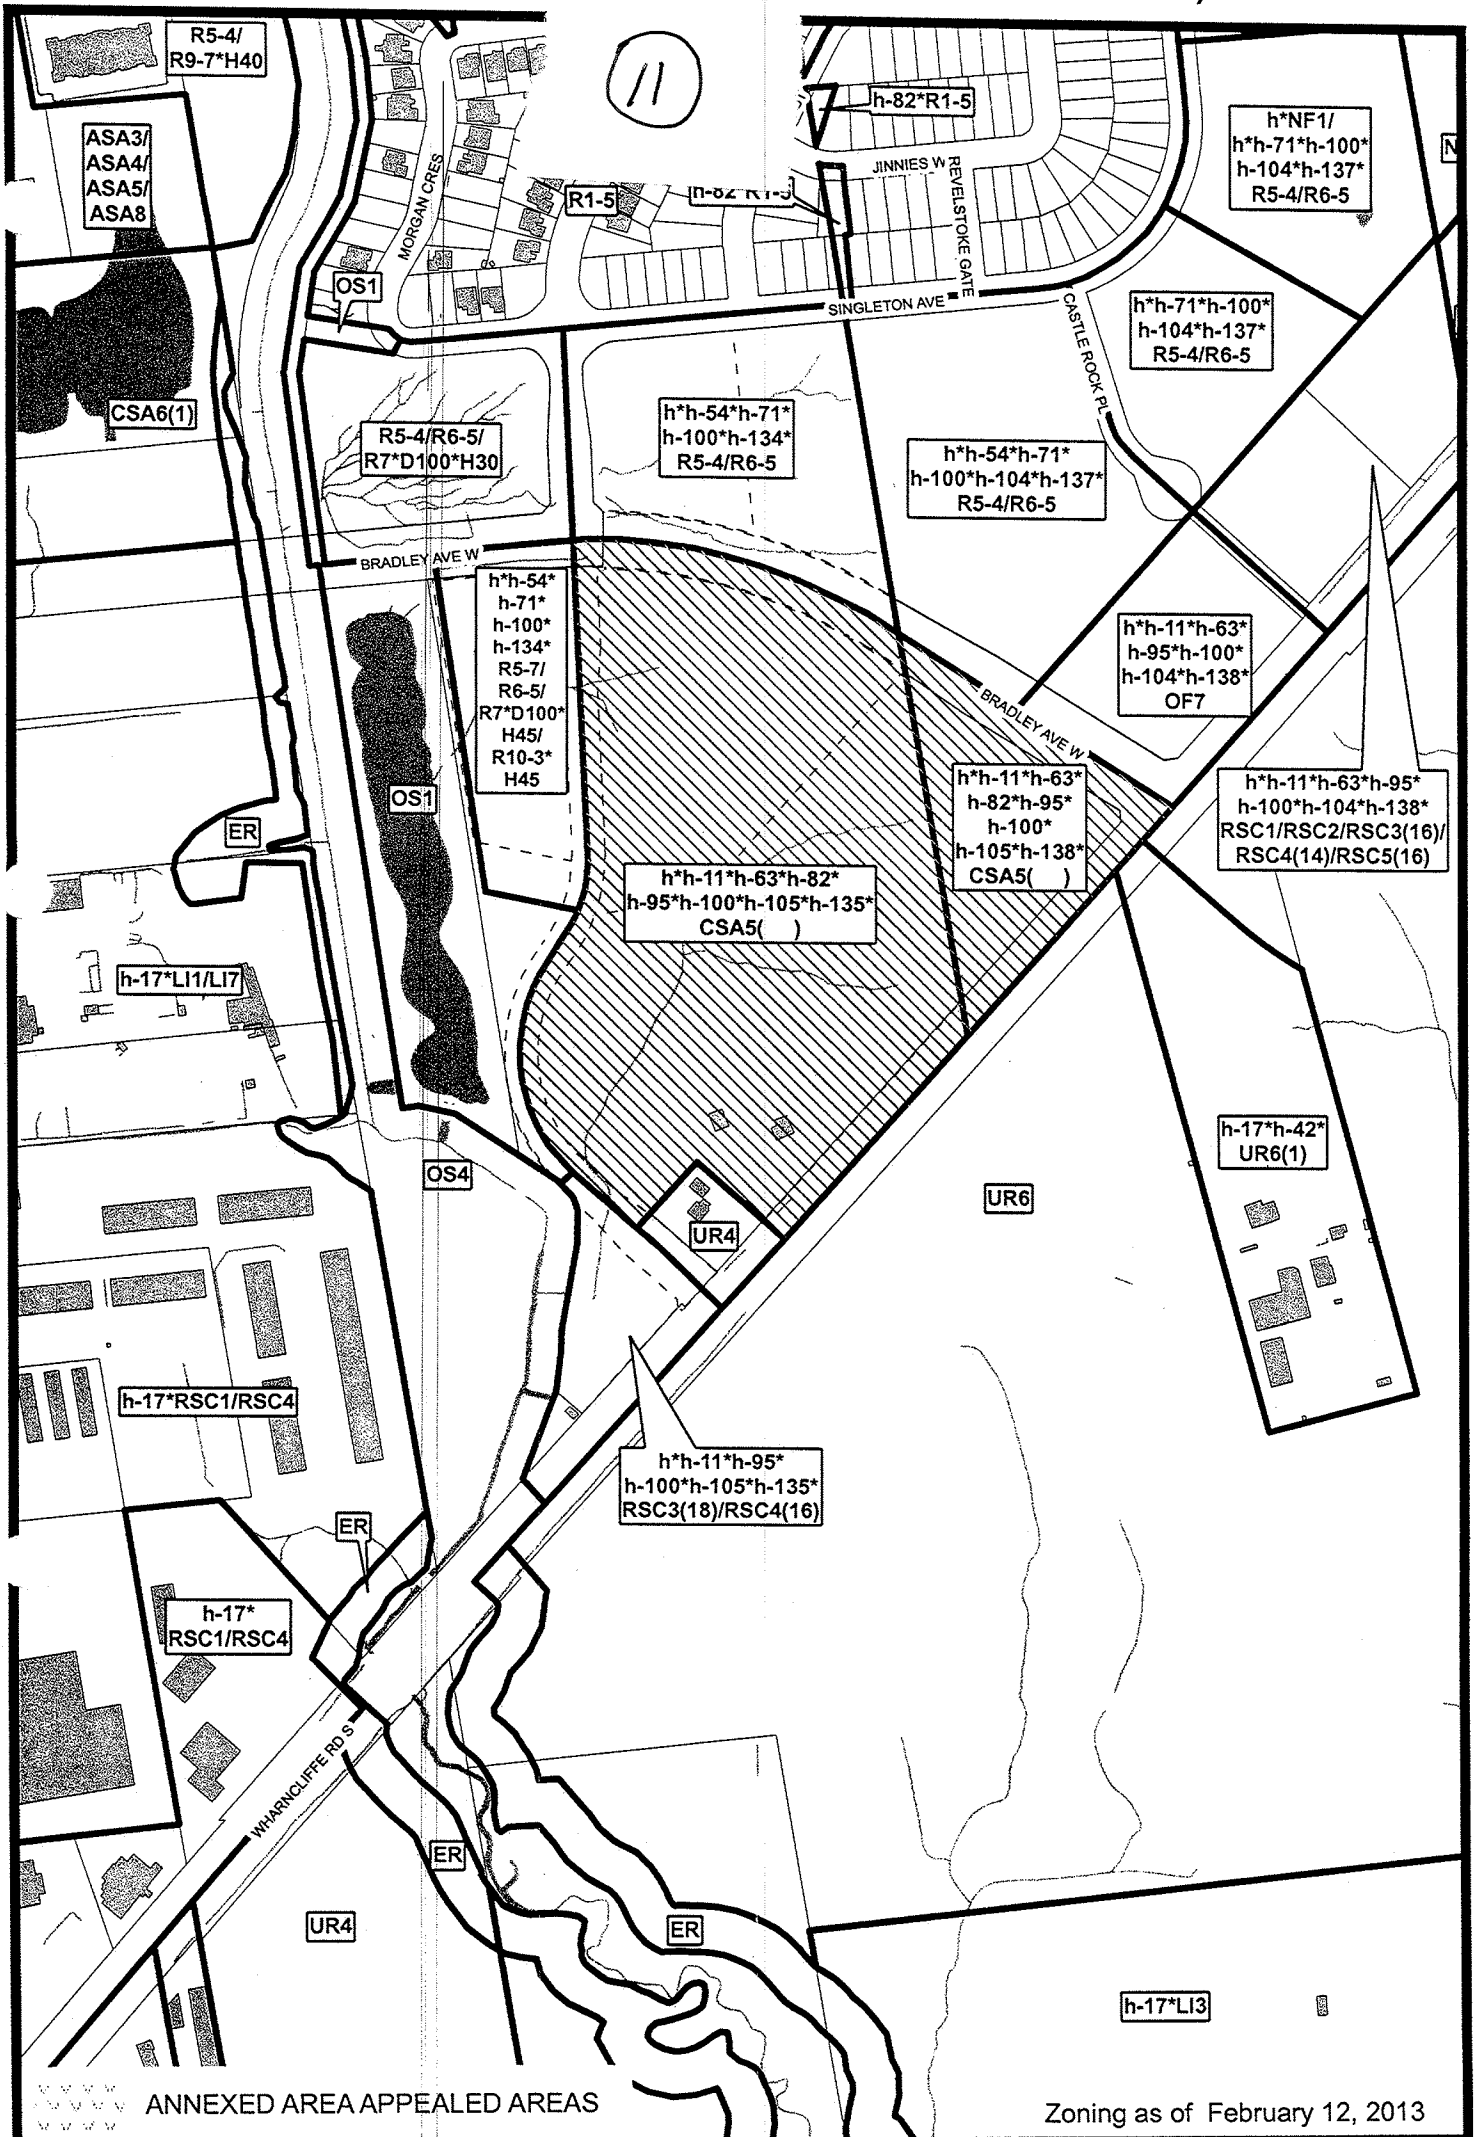 11
R5-4/
R9-7*H40
ASA3/
ASA4/
ASA5/
ASA8
h-82*R1-5
h*NF1/
h*h-71*h-100*
h-104*h-137*
R5-4/R6-5
N
MORGAN CRES
R1-5
h-82*R1-5
JINNIES W
REVELSTOKE GATE
OS1
SINGLETON AVE
CASTLE ROCK PL
h*h-71*h-100*
h-104*h-137*
R5-4/R6-5
CSA6(1)
R5-4/R6-5/
R7*D100*H30
h*h-54*h-71*
h-100*h-134*
R5-4/R6-5
h*h-54*h-71*
h-100*h-104*h-137*
R5-4/R6-5
BRADLEY AVE W
h*h-54*
h-71*
h-100*
h-134*
R5-7/
R6-5/
R7*D100*
H45/
R10-3*
H45
h*h-11*h-63*
h-95*h-100*
h-104*h-138*
OF7
BRADLEY AVE W
OS1
ER
h*h-11*h-63*
h-82*h-95*
h-100*
h-105*h-138*
CSA5( )
h*h-11*h-63*h-95*
h-100*h-104*h-138*
RSC1/RSC2/RSC3(16)/
RSC4(14)/RSC5(16)
h*h-11*h-63*h-82*
h-95*h-100*h-105*h-135*
CSA5( )
h-17*LI1/LI7
h-17*h-42*
UR6(1)
OS4
UR6
UR4
h-17*RSC1/RSC4
h*h-11*h-95*
h-100*h-105*h-135*
RSC3(18)/RSC4(16)
ER
h-17*
RSC1/RSC4
WHARNCLIFFE RD S
ER
UR4
ER
h-17*LI3
ANNEXED AREA APPEALED AREAS
Zoning as of February 12, 2013